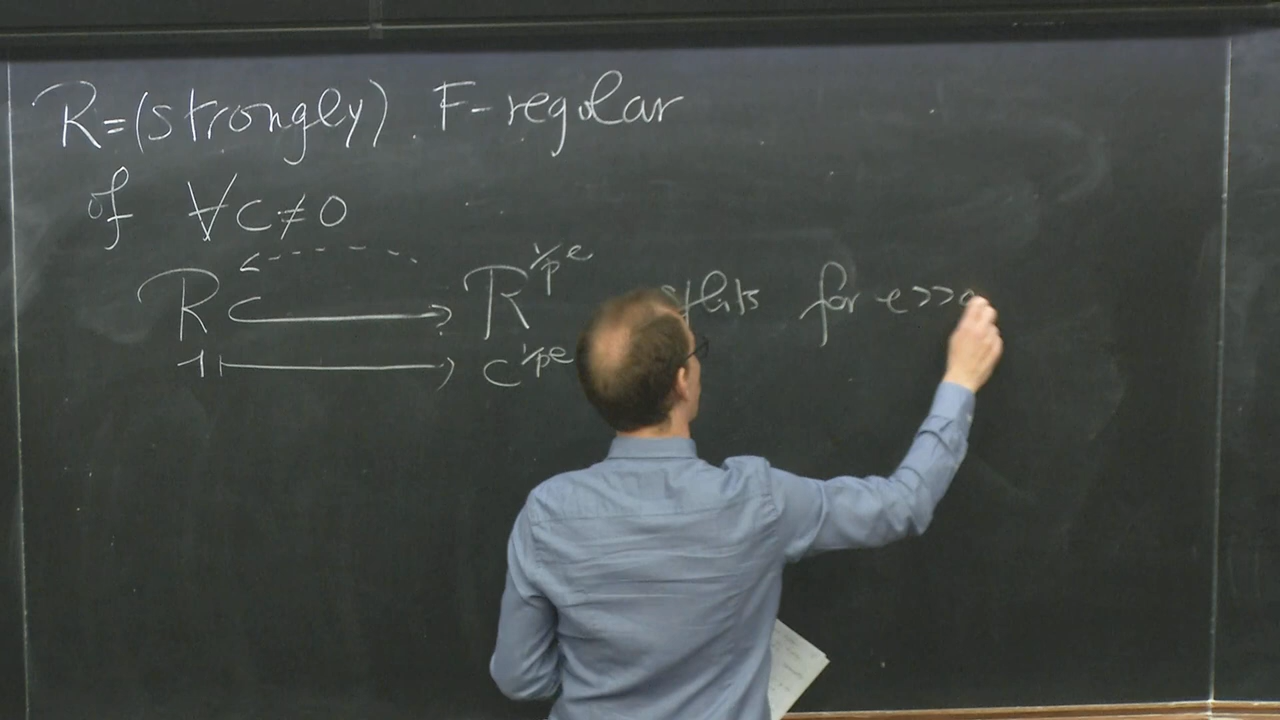 R = (strongly) F-regular
if ∀ c ≠ 0
R ↪ R^{1/p^e} splits for e >> 0
1 ↦ c^{1/p^e}